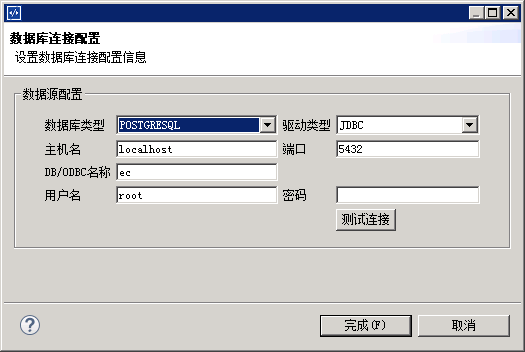 数据库连接配置
设置数据库连接配置信息
数据源配置
数据库类型 POSTGRESQL 驱动类型 JDBC
主机名 localhost 端口 5432
DB/ODBC名称 ec
用户名 root 密码
测试连接
? 完成(F) 取消